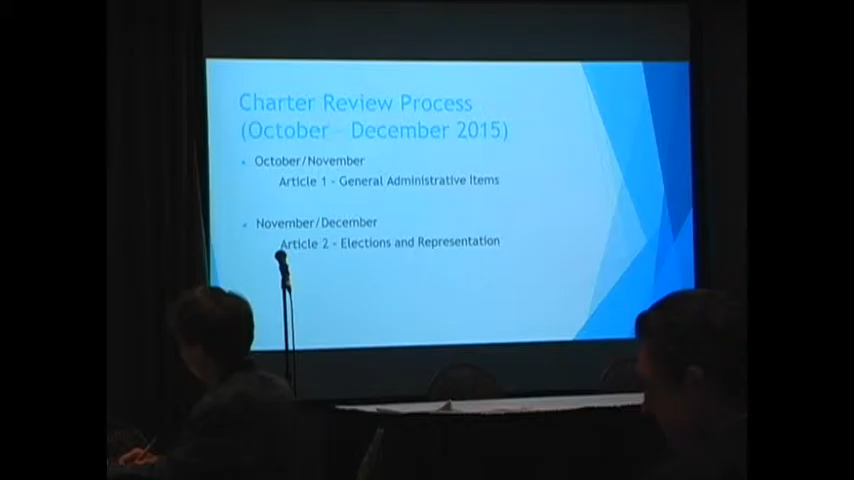 Charter Review Process
(October - December 2015)
• October/November
Article 1 - General Administrative Items
• November/December
Article 2 - Elections and Representation